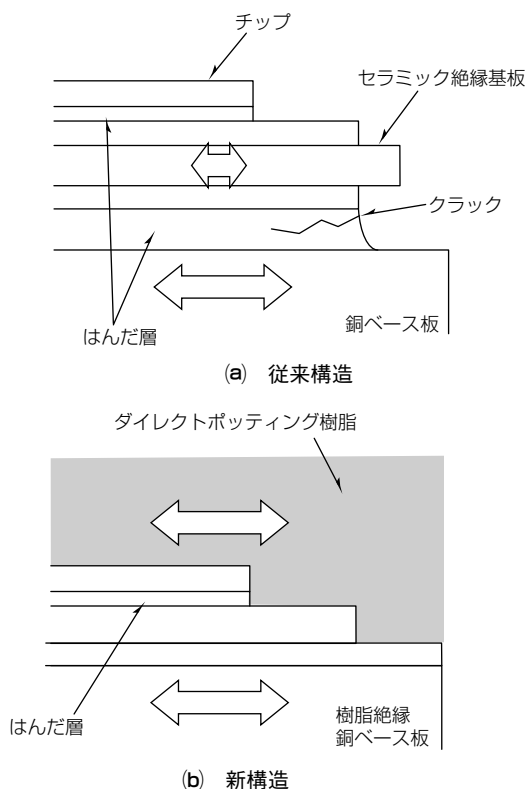 チップ
セラミック絶縁基板
クラック
はんだ層
銅ベース板
(a) 従来構造
ダイレクトポッティング樹脂
はんだ層
樹脂絶縁
銅ベース板
(b) 新構造